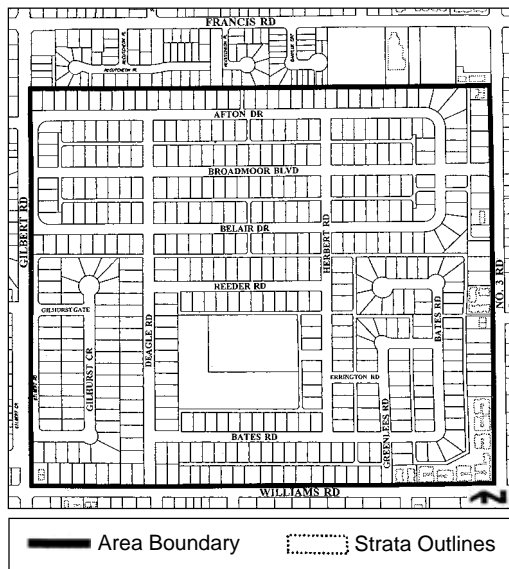 FRANCIS RD
AFTON DR
BROADMOOR BLVD
BELAIR DR
GILBERT RD
HERBERT RD
NO. 3 RD
REEDER RD
GILHURST GATE
DEAGLE RD
BATES RD
GILHURST CR
ERRINGTON RD
GREENLEES RD
BATES RD
WILLIAMS RD
N
Area Boundary
Strata Outlines